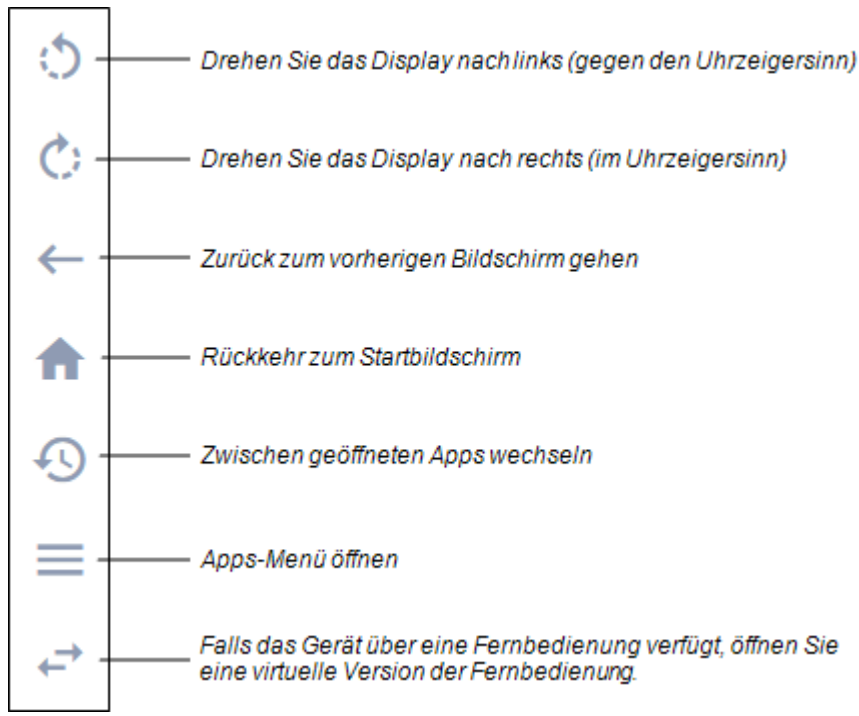 Drehen Sie das Display nach links (gegen den Uhrzeigersinn)
Drehen Sie das Display nach rechts (im Uhrzeigersinn)
Zurück zum vorherigen Bildschirm gehen
Rückkehr zum Startbildschirm
Zwischen geöffneten Apps wechseln
Apps-Menü öffnen
Falls das Gerät über eine Fernbedienung verfügt, öffnen Sie
eine virtuelle Version der Fernbedienung.